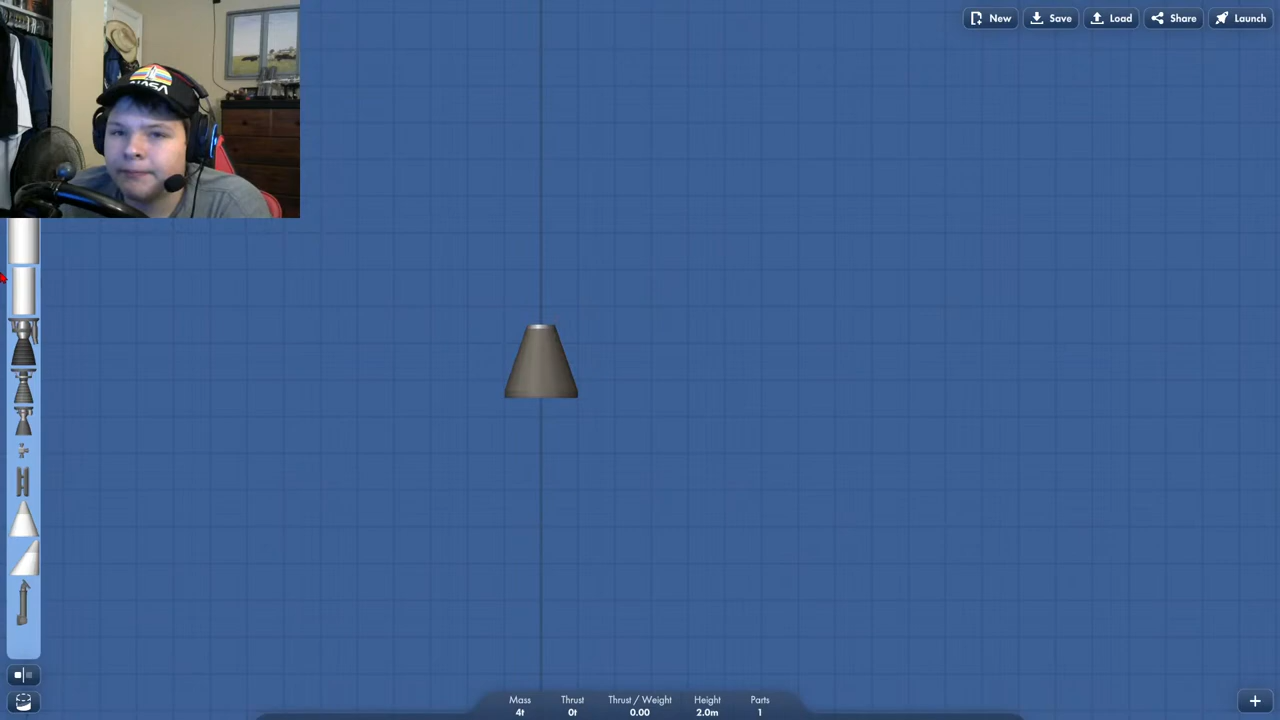 New
Save
Load
Share
Launch
NASA
Mass
Thrust
Thrust / Weight
Height
Parts
4t
0t
0.00
2.0m
1